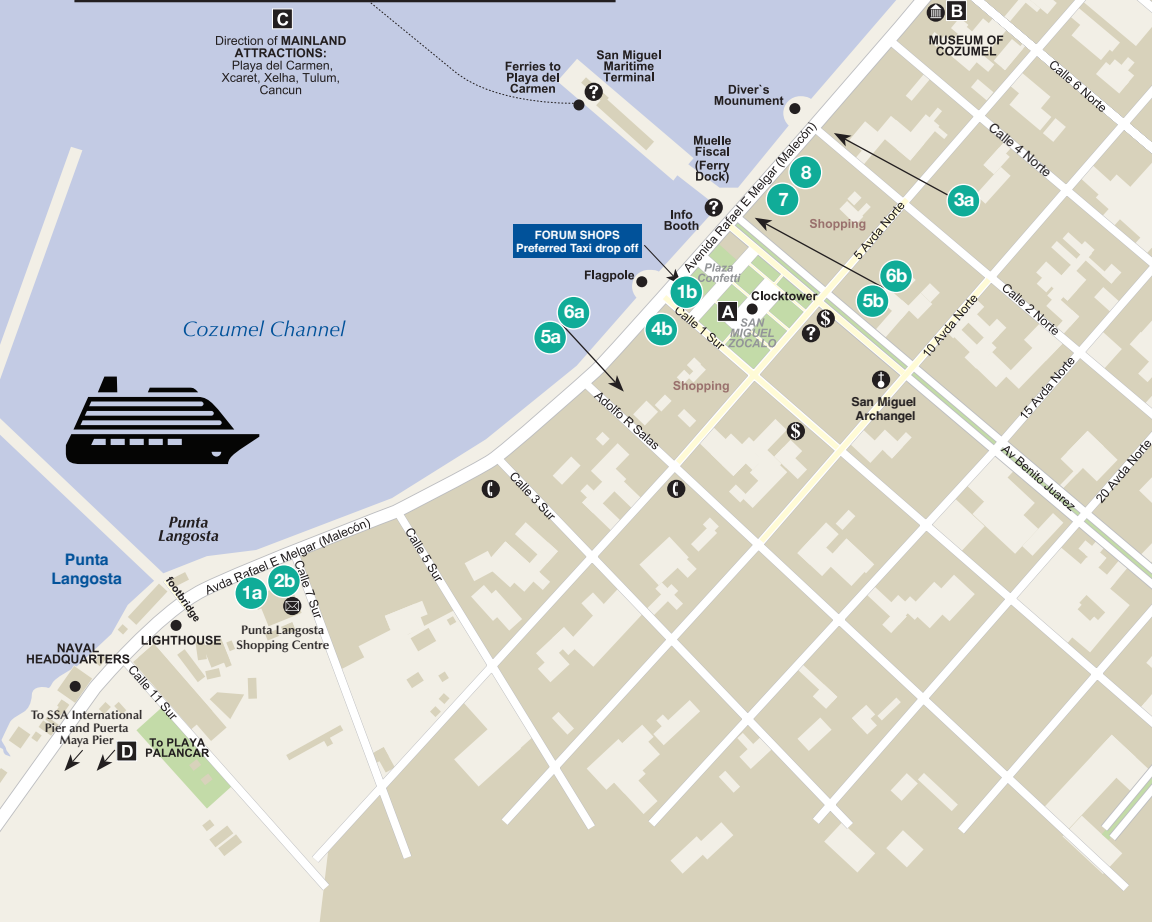 C
Direction of MAINLAND
ATTRACTIONS:
Playa del Carmen,
Xcaret, Xelha, Tulum,
Cancun
B
MUSEUM OF
COZUMEL
San Miguel
Maritime
Terminal
Ferries to
Playa del
Carmen
?
Diver`s
Mounument
Calle 6 Norte
Calle 4 Norte
Muelle
Fiscal
(Ferry
Dock)
8
7
3a
?
Info
Booth
Avenida Rafael E Melgar (Malecón)
Shopping
5 Avda Norte
FORUM SHOPS
Preferred Taxi drop off
Flagpole
Plaza
Confetti
1b
Clocktower
6b
5b
A
SAN
MIGUEL
ZOCALO
$
?
Calle 2 Norte
10 Avda Norte
6a
5a
4b
Calle 1 Sur
Cozumel Channel
Shopping
San Miguel
Archangel
15 Avda Norte
Adolfo R Salas
$
Av Benito Juarez
20 Avda Norte
Calle 3 Sur
Punta
Langosta
Avda Rafael E Melgar (Malecón)
Calle 5 Sur
Punta
Langosta
footbridge
1a
2b
Calle 7 Sur
LIGHTHOUSE
Punta Langosta
Shopping Centre
NAVAL
HEADQUARTERS
Calle 11 Sur
To SSA International
Pier and Puerta
Maya Pier
D
To PLAYA
PALANCAR